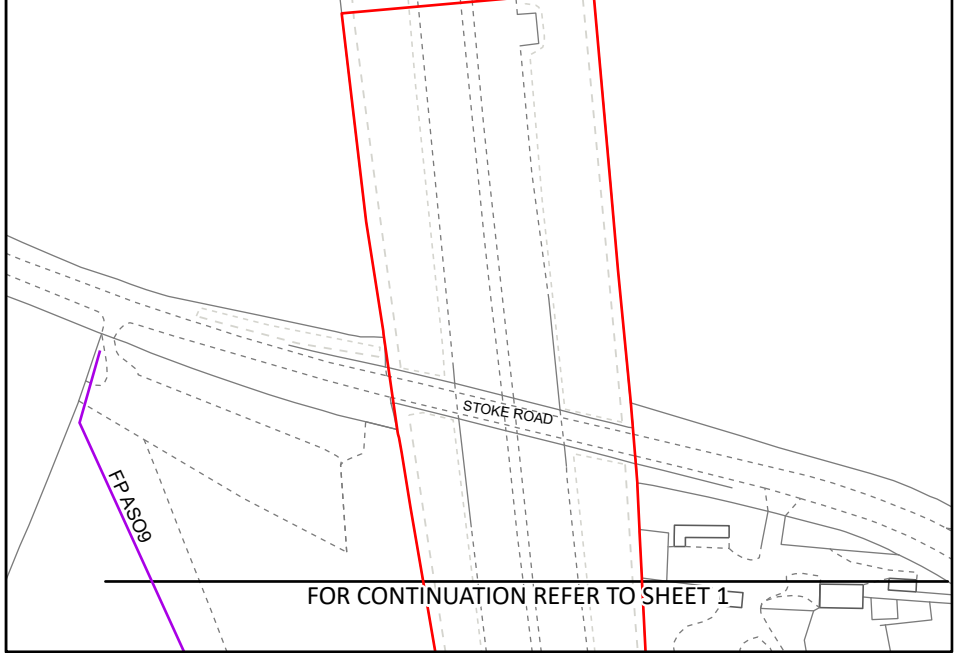 STOKE ROAD
FP ASO9
FOR CONTINUATION REFER TO SHEET 1